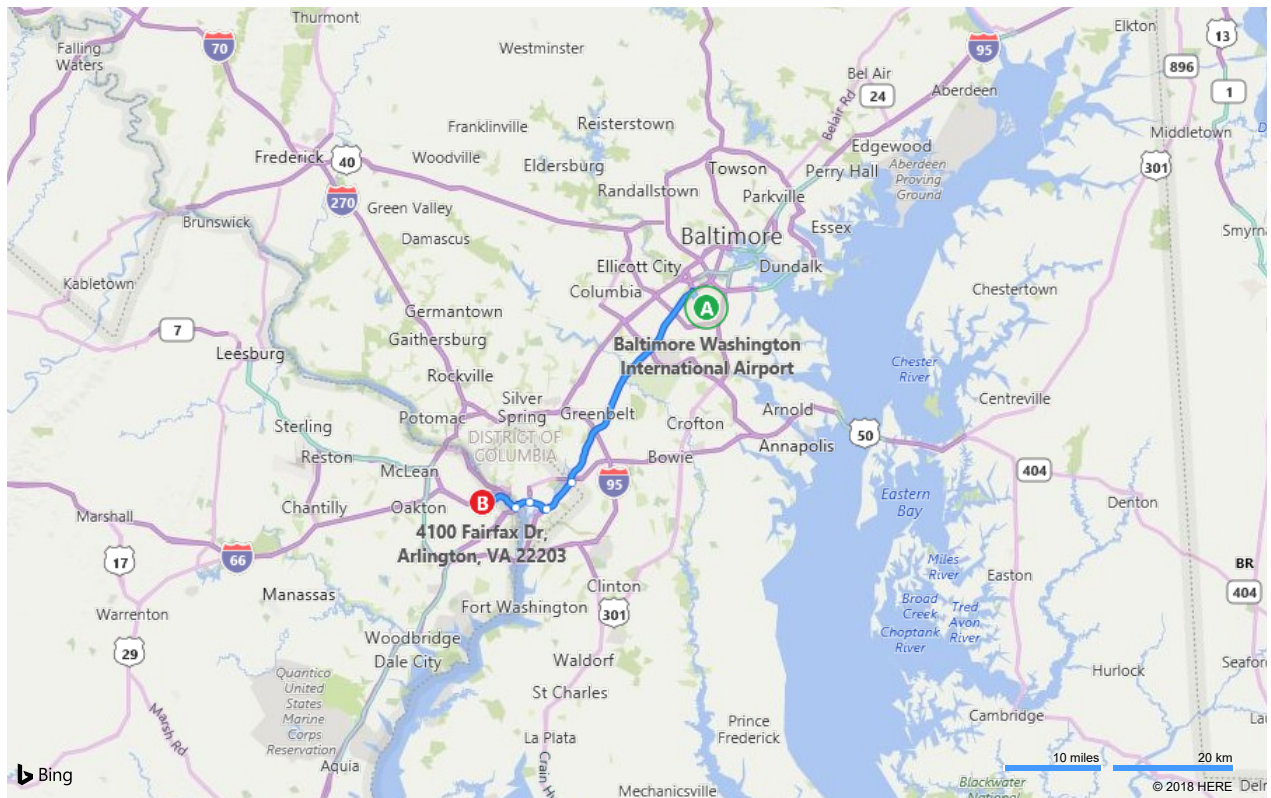 Thurmont
Elkton
13
Falling
Waters
70
Westminster
95
896
Bel Air
24
Aberdeen
1
Belair Rd
Franklinville
Reisterstown
Middletown
Frederick
40
Woodville
Eldersburg
Towson
Edgewood
Perry Hall
Aberdeen
Proving
Ground
301
270
Randallstown
Parkville
Green Valley
Brunswick
Damascus
Baltimore
Essex
Smyrna
Ellicott City
Dundalk
Kabletown
Columbia
Chestertown
Germantown
A
7
Gaithersburg
Baltimore Washington
International Airport
Leesburg
Rockville
Chester
River
Silver
Spring
Greenbelt
Arnold
Centreville
Potomac
Crofton
Sterling
DISTRICT OF
COLUMBIA
50
Annapolis
Reston
McLean
Bowie
404
95
Eastern
Bay
B
Chantilly
Oakton
Denton
Marshall
4100 Fairfax Dr,
Arlington, VA 22203
17
66
Miles
River
BR
404
Easton
Manassas
Clinton
Broad
Creek
Tred
Avon
River
Warrenton
Fort Washington
301
Choptank
River
29
Woodbridge
Dale City
Waldorf
Hurlock
Seaford
Quantico
United
States
Marine
Corps
Reservation
St Charles
Marsh Rd
Cambridge
Prince
Frederick
La Plata
Crain H
Aquia
10 miles
20 km
Bing
Mechanicsville
Blackwater
National
© 2018 HERE